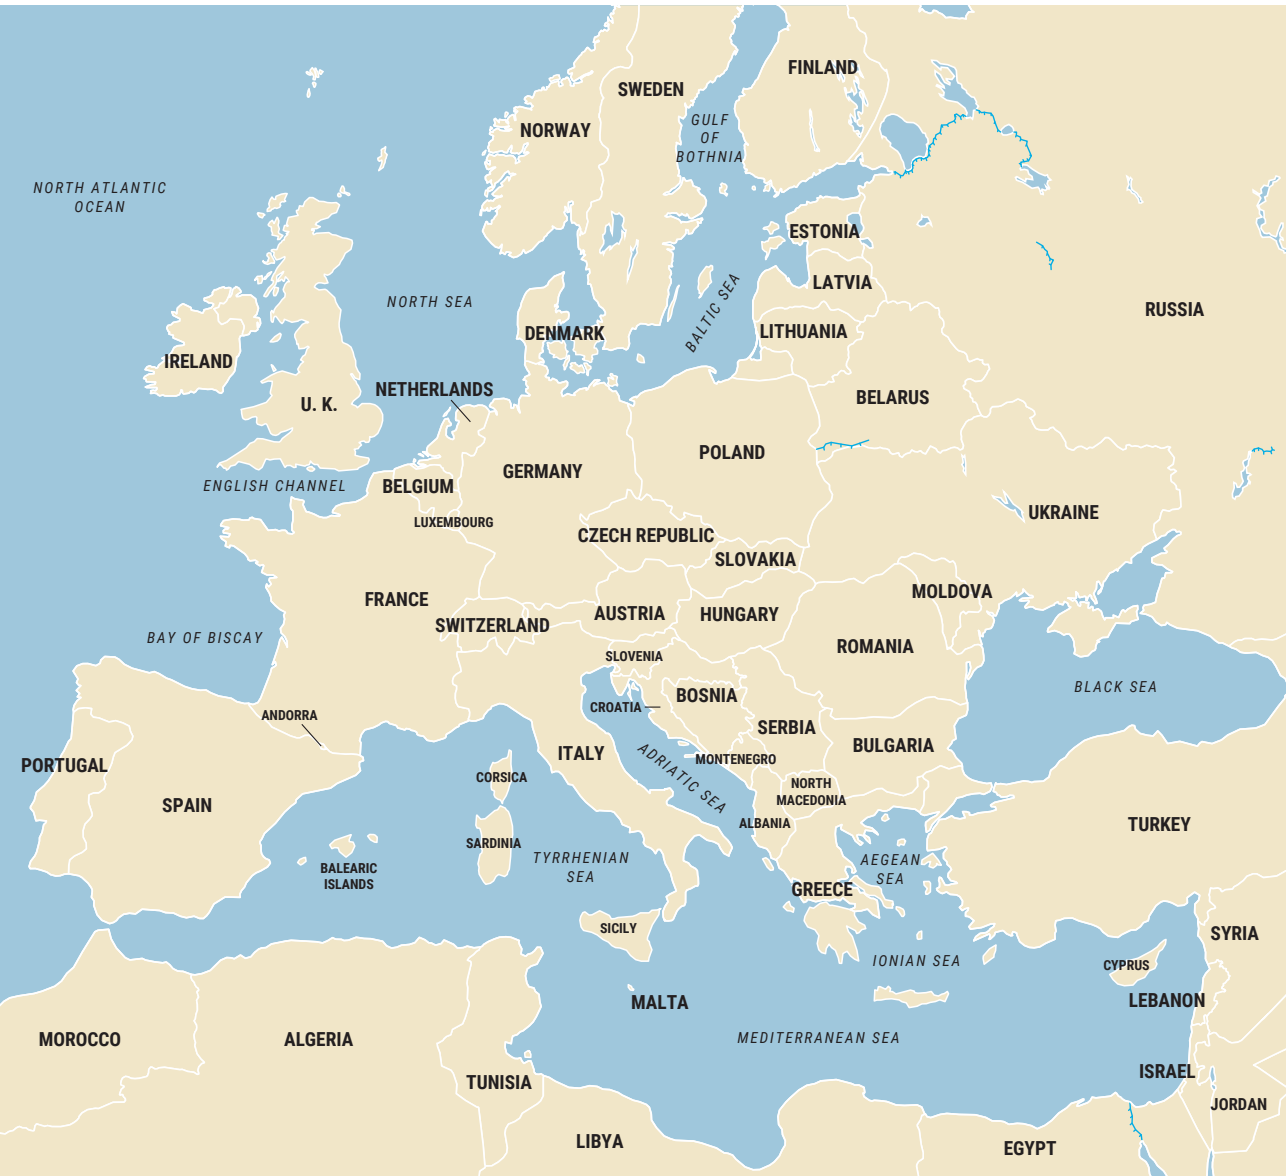 FINLAND
SWEDEN
GULF
OF
BOTHNIA
NORWAY
NORTH ATLANTIC
OCEAN
ESTONIA
LATVIA
NORTH SEA
BALTIC SEA
RUSSIA
DENMARK
LITHUANIA
IRELAND
NETHERLANDS
U. K.
BELARUS
POLAND
GERMANY
ENGLISH CHANNEL
BELGIUM
LUXEMBOURG
UKRAINE
CZECH REPUBLIC
SLOVAKIA
MOLDOVA
FRANCE
AUSTRIA
HUNGARY
SWITZERLAND
BAY OF BISCAY
ROMANIA
SLOVENIA
BLACK SEA
BOSNIA
CROATIA
ANDORRA
SERBIA
BULGARIA
ITALY
ADRIATIC SEA
MONTENEGRO
PORTUGAL
CORSICA
NORTH
MACEDONIA
SPAIN
ALBANIA
TURKEY
SARDINIA
TYRRHENIAN
SEA
AEGEAN
SEA
BALEARIC
ISLANDS
GREECE
SICILY
SYRIA
IONIAN SEA
CYPRUS
MALTA
LEBANON
MOROCCO
ALGERIA
MEDITERRANEAN SEA
ISRAEL
TUNISIA
JORDAN
LIBYA
EGYPT